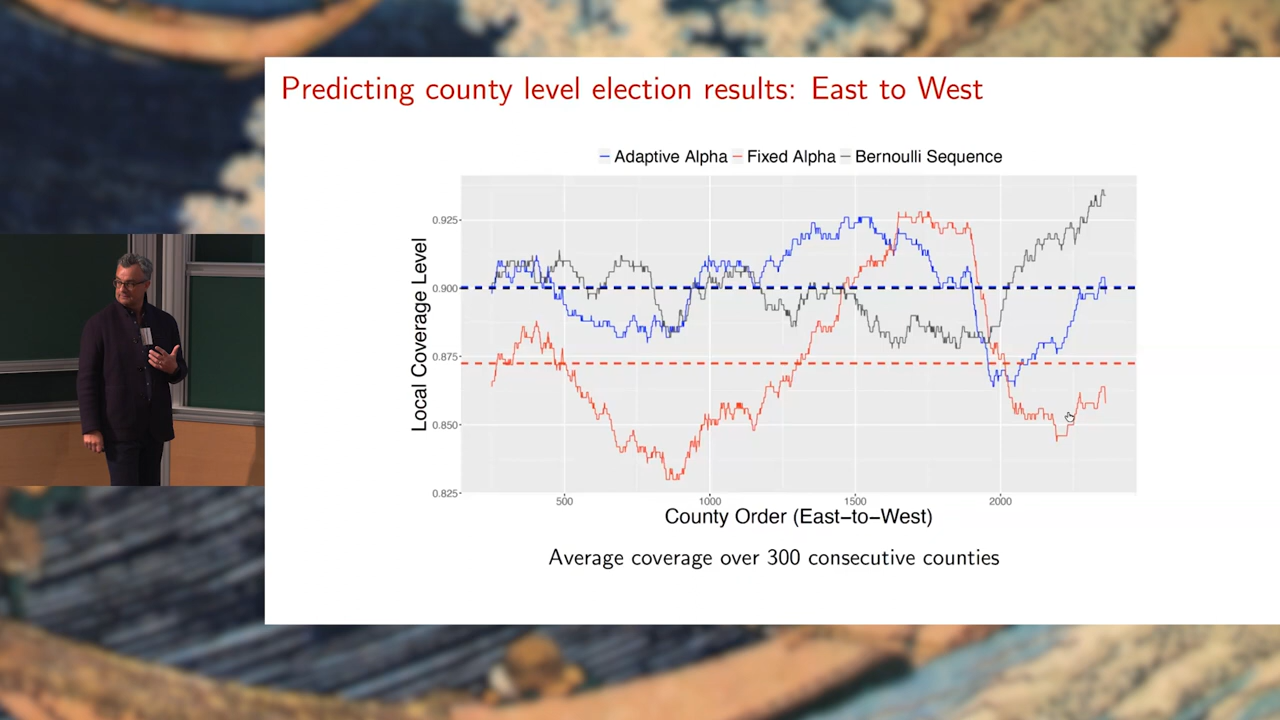 Predicting county level election results: East to West
Adaptive Alpha Fixed Alpha Bernoulli Sequence
Local Coverage Level
0.925
0.900
0.875
0.850
0.825
500 1000 1500 2000
County Order (East-to-West)
Average coverage over 300 consecutive counties